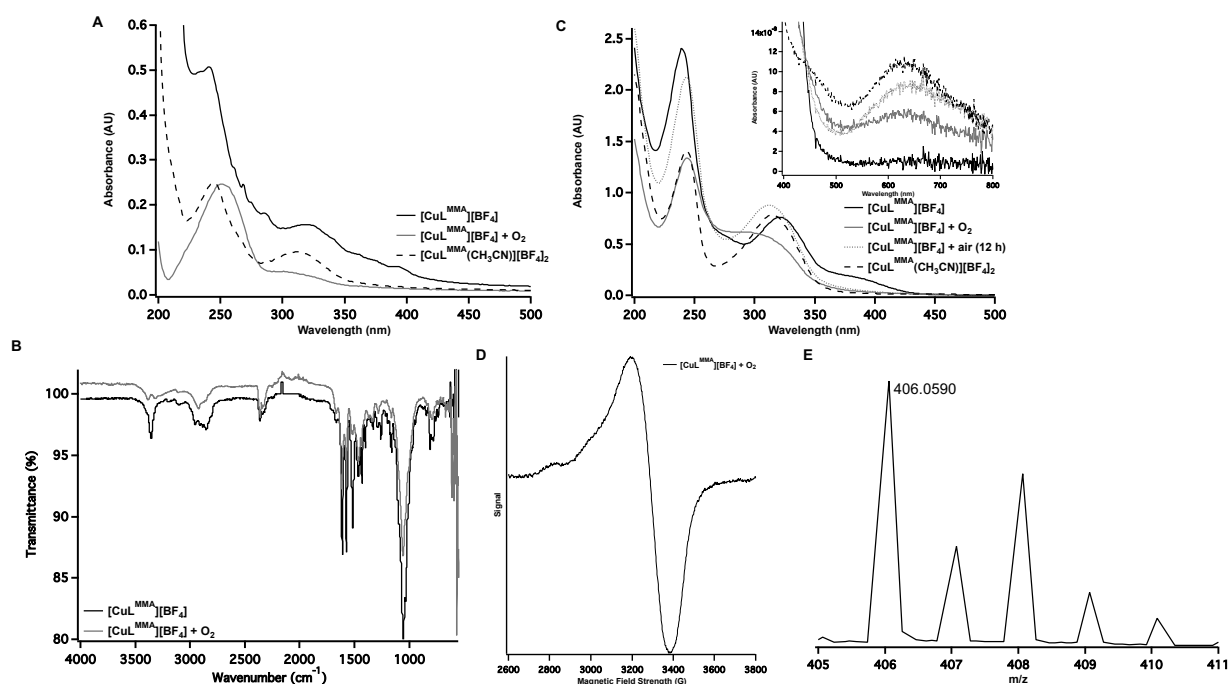 A
0.6
0.5
0.4
0.3
0.2
0.1
0.0
Absorbance (AU)
200 250 300 350 400 450 500
Wavelength (nm)
[CuL^MMA][BF₄]
[CuL^MMA][BF₄] + O₂
[CuL^MMA(CH₃CN)][BF₄]₂
C
2.5
2.0
1.5
1.0
0.5
0.0
Absorbance (AU)
200 250 300 350 400 450 500
Wavelength (nm)
12
10
8
6
4
2
0
Absorbance (AU)
400 500 600 700 800
Wavelength (nm)
[CuL^MMA][BF₄]
[CuL^MMA][BF₄] + O₂
[CuL^MMA][BF₄] + air (12 h)
[CuL^MMA(CH₃CN)][BF₄]₂
B
100
95
90
85
80
Transmittance (%)
4000 3500 3000 2500 2000 1500 1000
Wavenumber (cm⁻¹)
[CuL^MMA][BF₄]
[CuL^MMA][BF₄] + O₂
D
[CuL^MMA][BF₄] + O₂
Signal
2600 2800 3000 3200 3400 3600 3800
Magnetic Field Strength (G)
E
406.0590
405 406 407 408 409 410 411
m/z